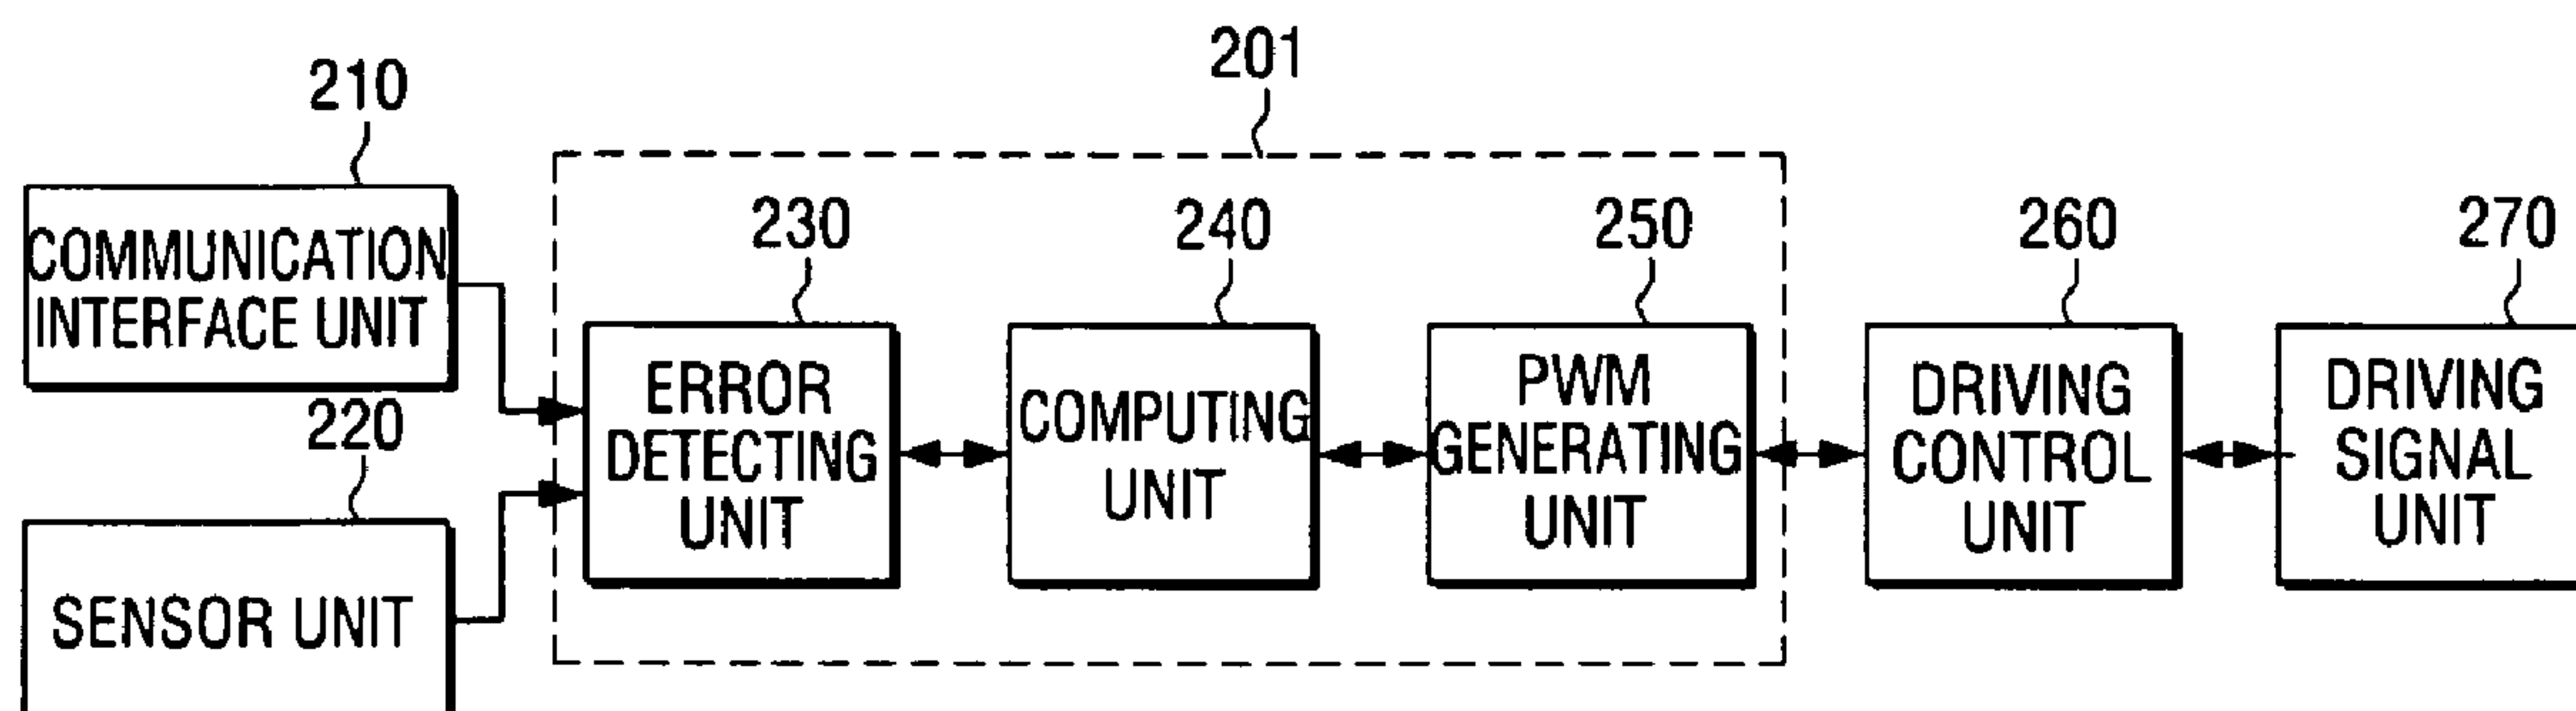 201
210
COMMUNICATION
INTERFACE UNIT
220
SENSOR UNIT
230
ERROR
DETECTING
UNIT
240
COMPUTING
UNIT
250
PWM
GENERATING
UNIT
260
DRIVING
CONTROL
UNIT
270
DRIVING
SIGNAL
UNIT